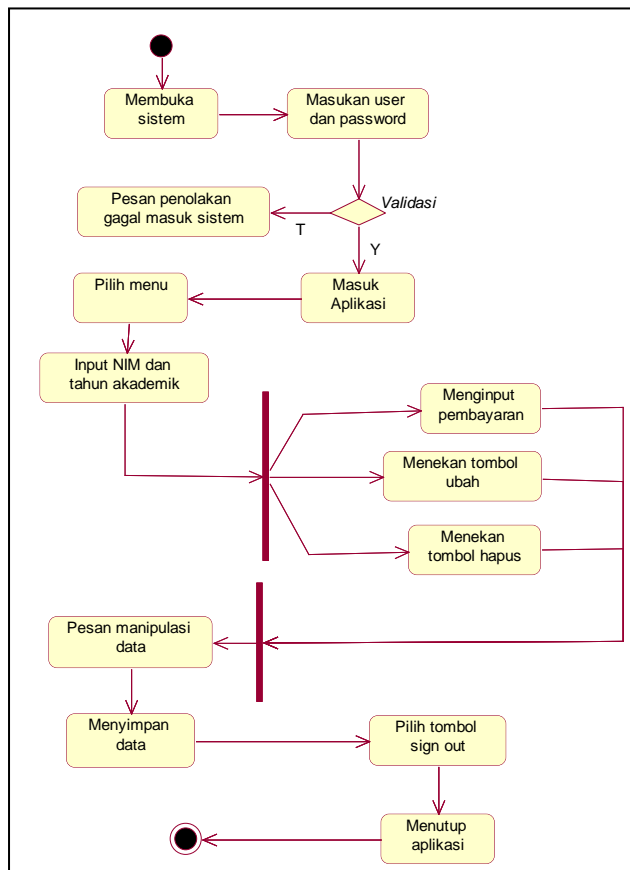 Membuka
sistem
Masukan user
dan password
Validasi
Pesan penolakan
gagal masuk sistem
T
Y
Masuk
Aplikasi
Pilih menu
Input NIM dan
tahun akademik
Menginput
pembayaran
Menekan tombol
ubah
Menekan
tombol hapus
Pesan manipulasi
data
Menyimpan
data
Pilih tombol
sign out
Menutup
aplikasi